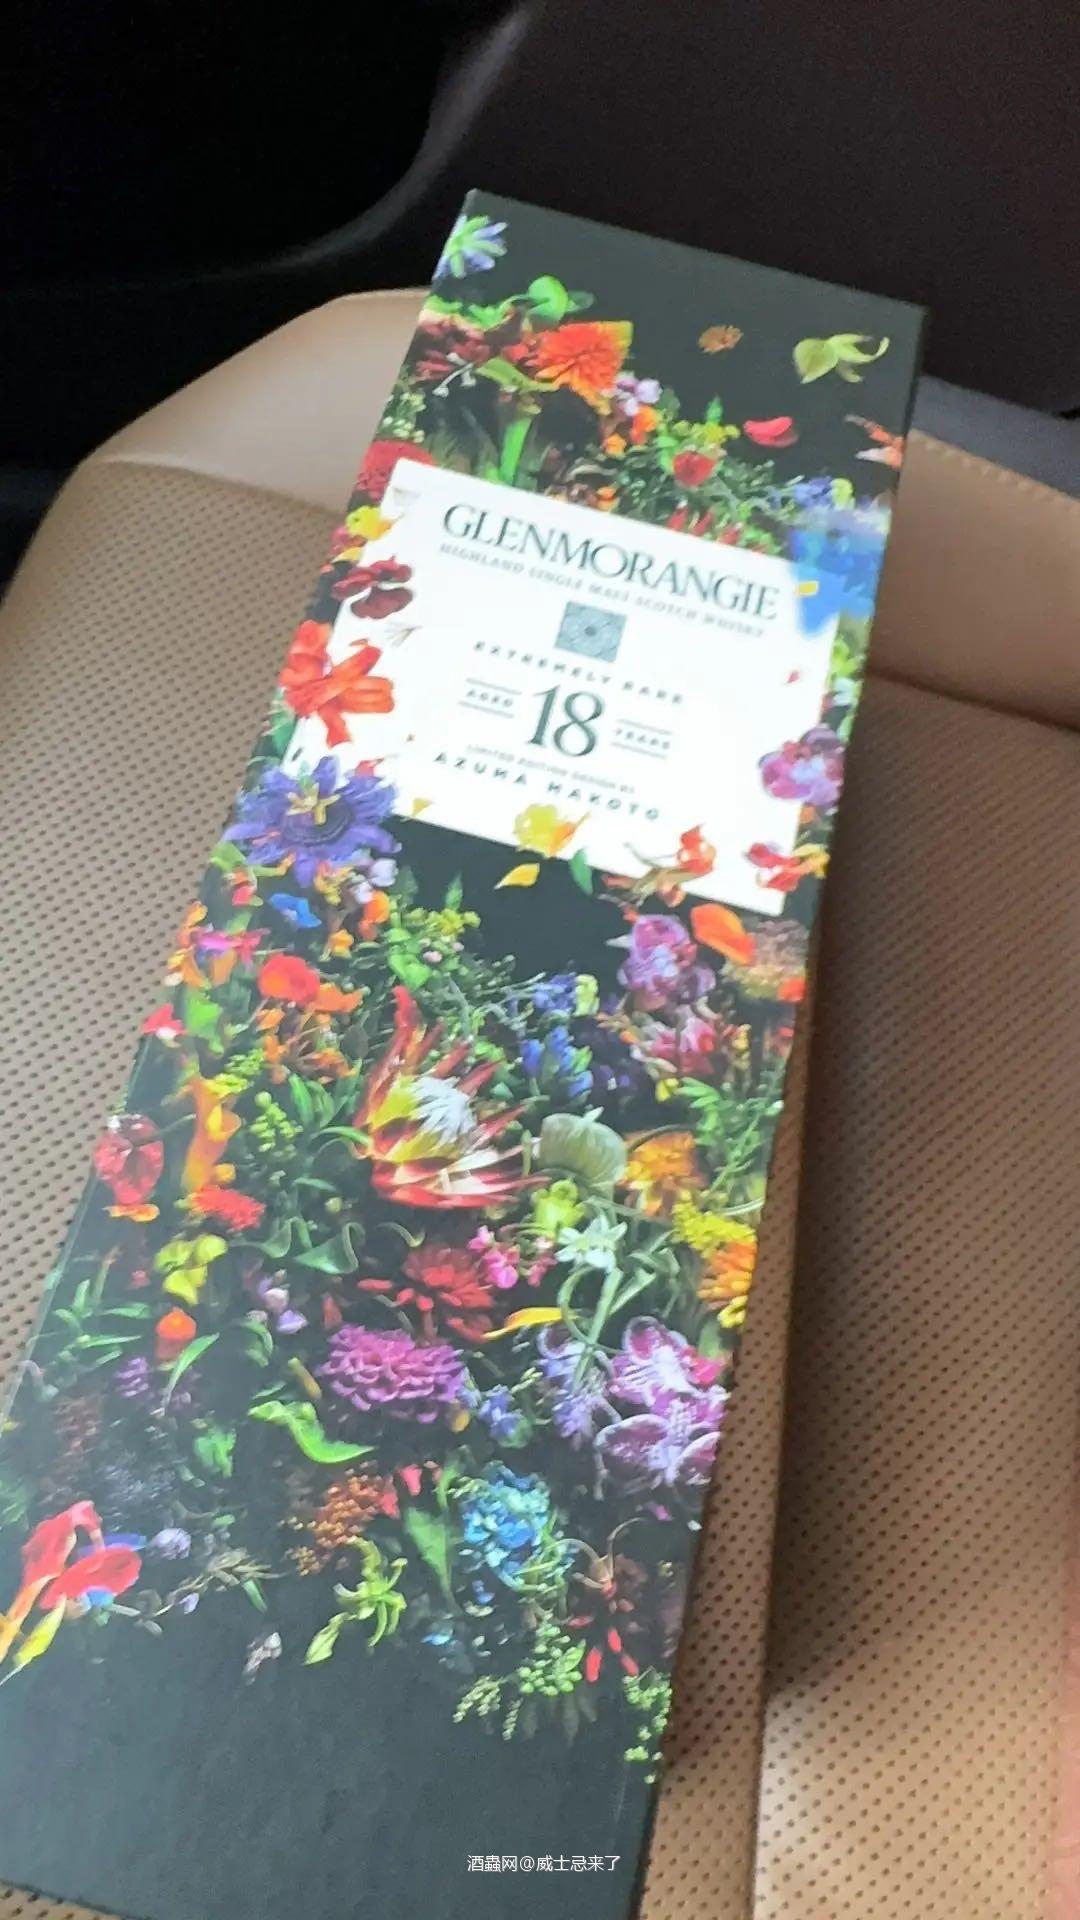 GLENMORANGIE
HIGHLAND SINGLE MALT SCOTCH WHISKY
EXTREMELY RARE
AGED 18 YEARS
LIMITED EDITION DESIGN BY
AZUMA MAKOTO
酒蟲网@威士忌来了